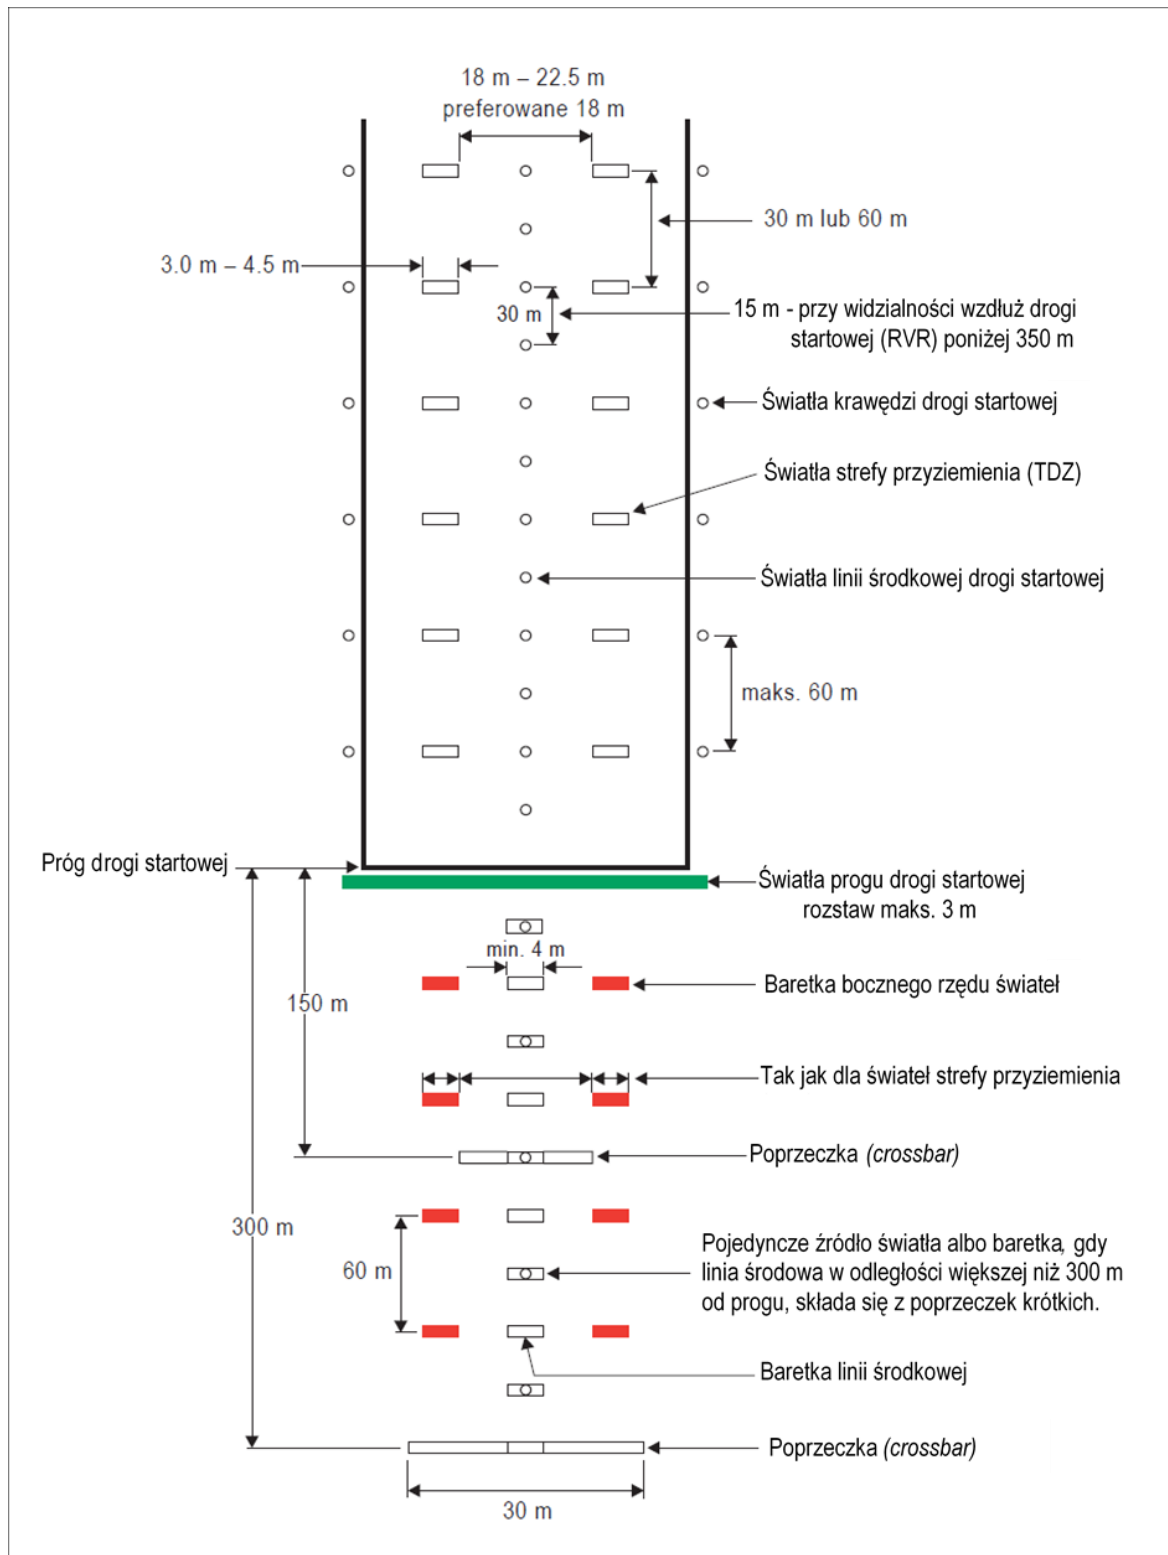 18 m – 22.5 m
preferowane 18 m
30 m lub 60 m
3.0 m – 4.5 m
30 m
15 m - przy widzialności wzdłuż drogi
startowej (RVR) poniżej 350 m
Światła krawędzi drogi startowej
Światła strefy przyziemienia (TDZ)
Światła linii środkowej drogi startowej
maks. 60 m
Próg drogi startowej
Światła progu drogi startowej
rozstaw maks. 3 m
min. 4 m
Baretka bocznego rzędu świateł
150 m
Tak jak dla świateł strefy przyziemienia
Poprzeczka (crossbar)
300 m
60 m
Pojedyncze źródło światła albo baretka, gdy
linia środowa w odległości większej niż 300 m
od progu, składa się z poprzeczek krótkich.
Baretka linii środkowej
Poprzeczka (crossbar)
30 m